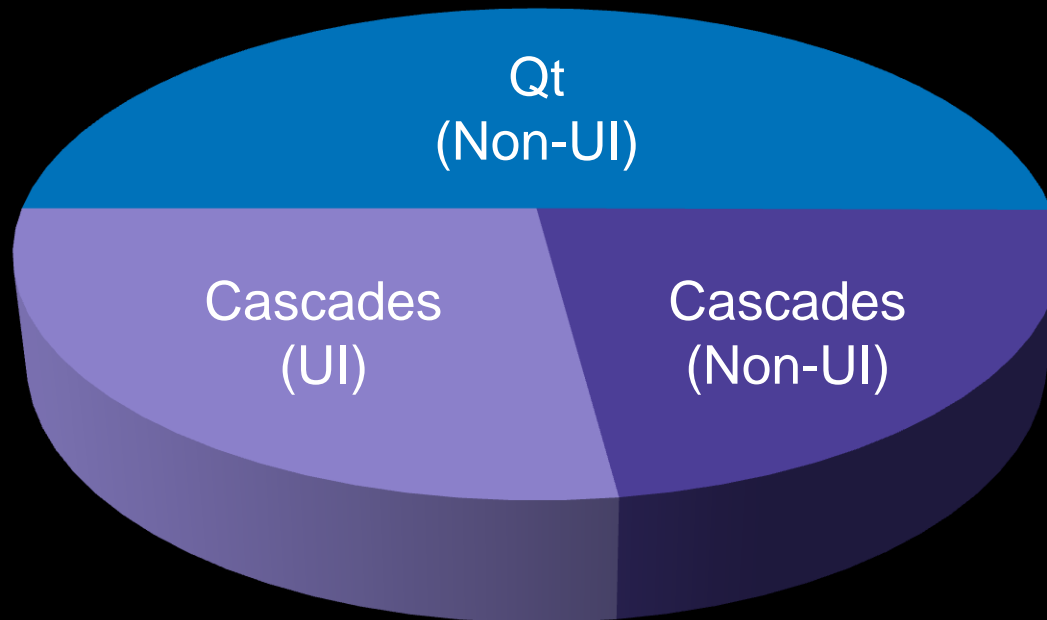 Qt
(Non-UI)
Cascades
(UI)
Cascades
(Non-UI)